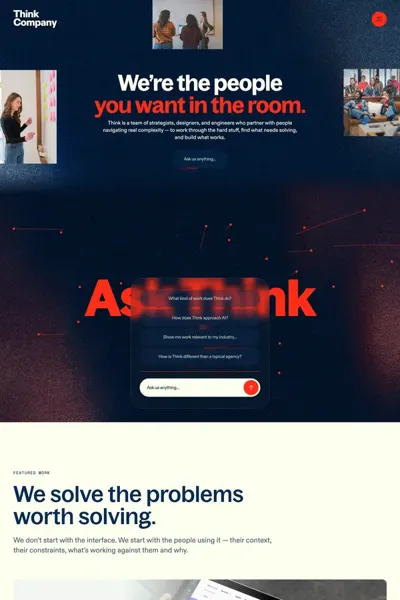 Think
Company
We're the people
you want in the room.
Think is a team of strategists, designers, and engineers who partner with people
navigating real complexity — to work through the hard stuff, find what needs solving,
and build what works.
Ask us anything...
Ask Think
What kind of work does Think do?
How does Think approach AI?
Show me work relevant to my industry...
How is Think different than a typical agency?
Ask us anything...
FEATURED WORK
We solve the problems
worth solving.
We don't start with the interface. We start with the people using it — their context,
their constraints, what's working against them and why.